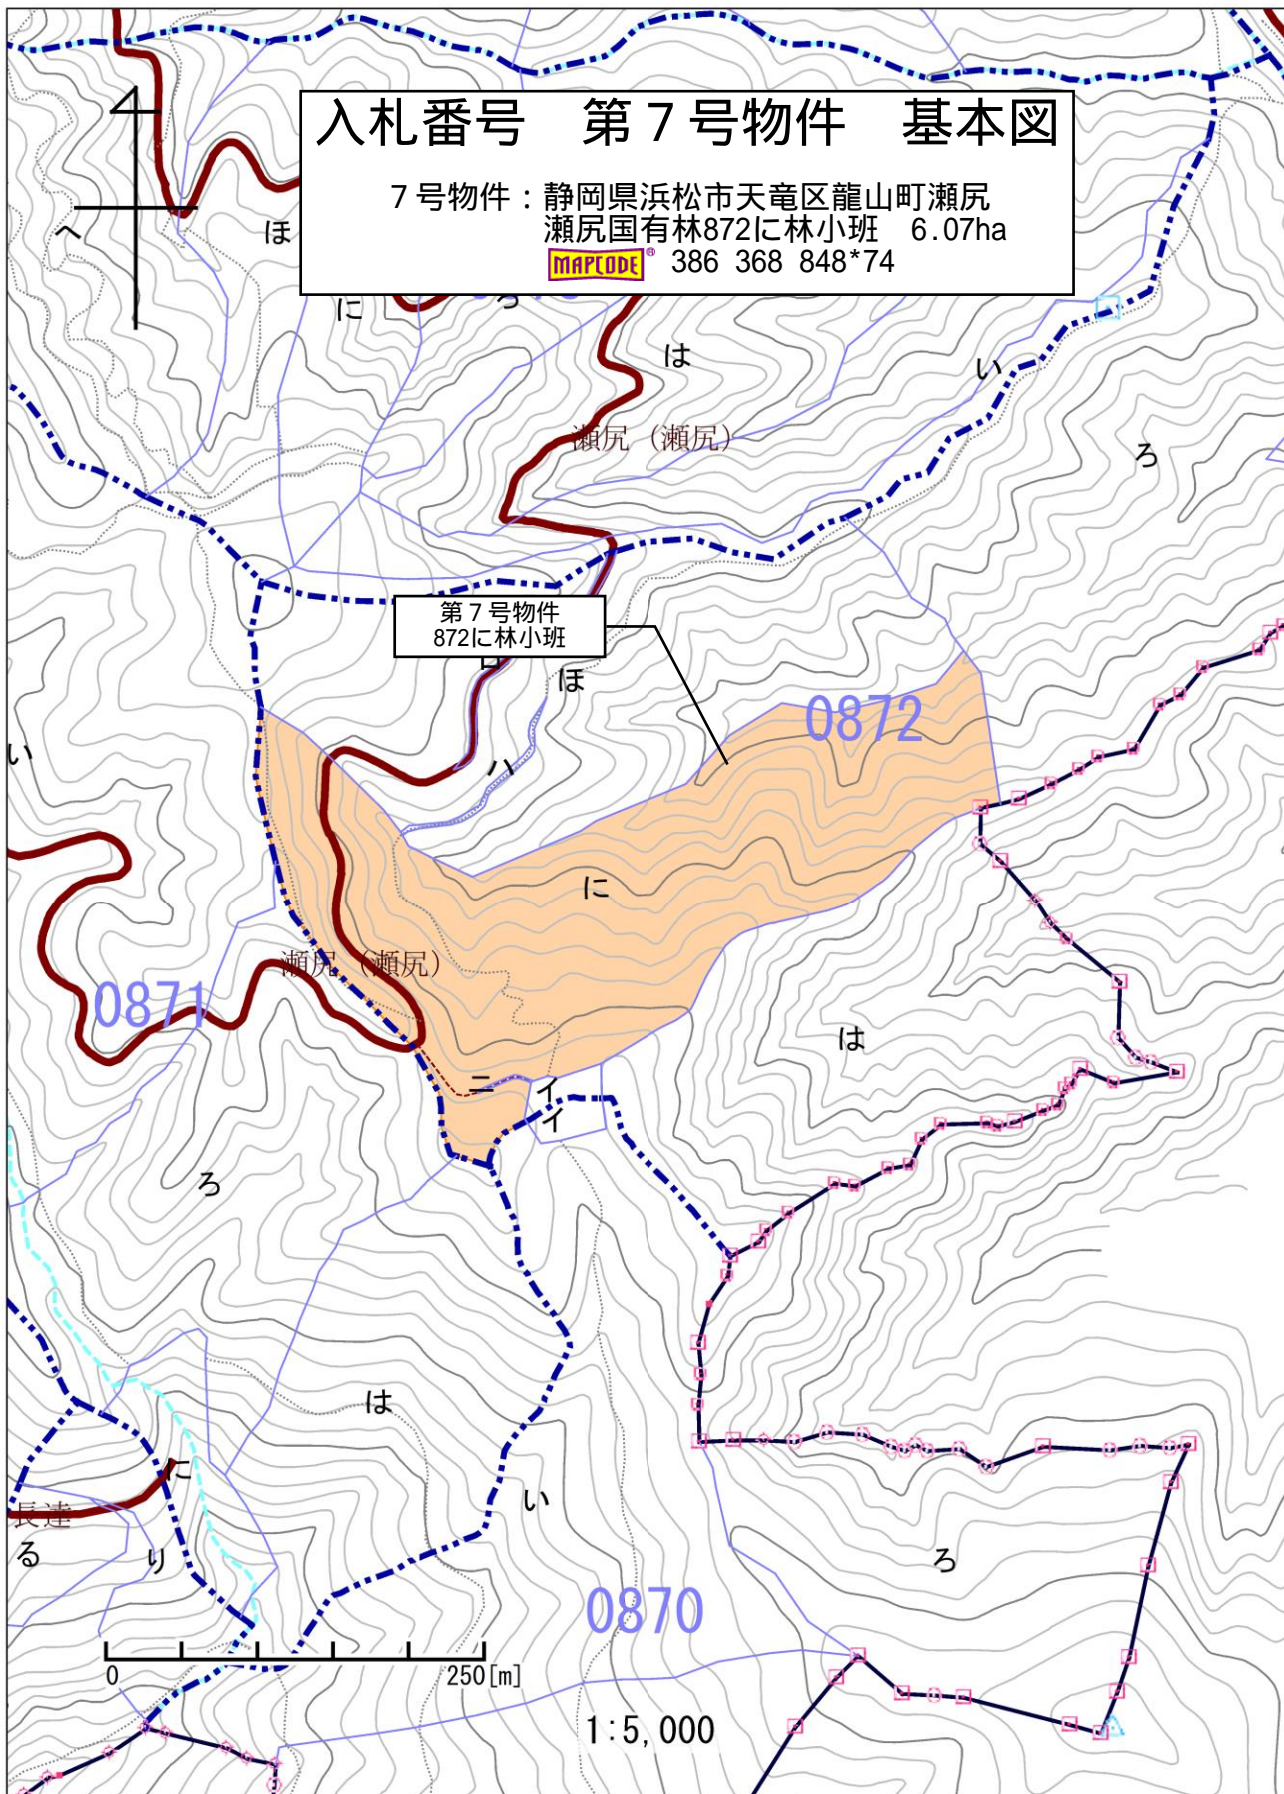 入札番号　第７号物件　基本図
７号物件：静岡県浜松市天竜区龍山町瀬尻
瀬尻国有林872に林小班　6.07ha
MAPCODE® 386 368 848*74
へ
ほ
に
ろ
は
い
瀬尻（瀬尻）
ろ
第７号物件
872に林小班
ロ
ほ
0872
い
ハ
に
瀬尻（瀬尻）
0871
は
ニ
イ
イ
ろ
は
に
い
長達
る
り
ろ
0870
0
250[m]
1:5,000